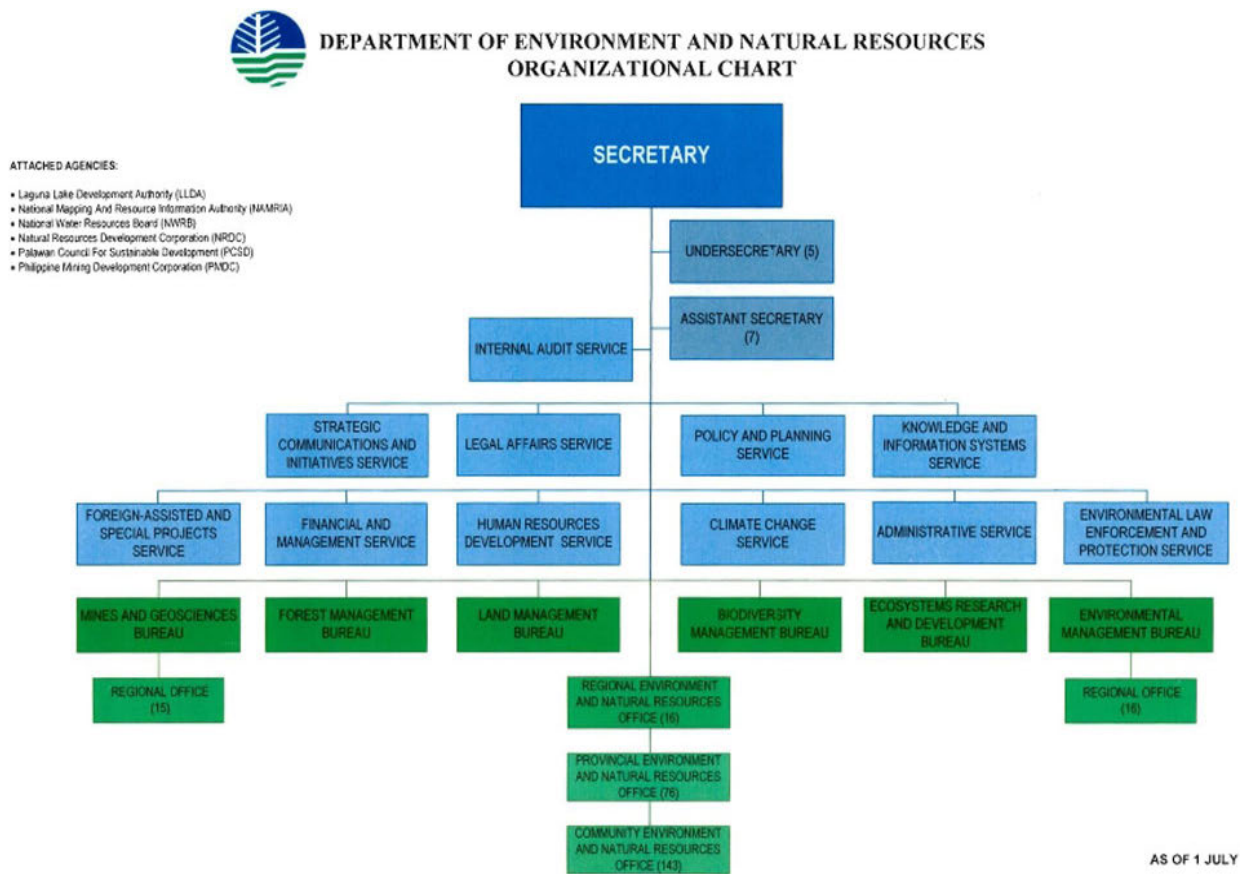 DEPARTMENT OF ENVIRONMENT AND NATURAL RESOURCES
ORGANIZATIONAL CHART
SECRETARY
ATTACHED AGENCIES:
• Laguna Lake Development Authority (LLDA)
• National Mapping And Resource Information Authority (NAMRIA)
• National Water Resources Board (NWRB)
• Natural Resources Development Corporation (NRDC)
• Palawan Council For Sustainable Development (PCSD)
• Philippine Mining Development Corporation (PMDC)
UNDERSECRETARY (5)
ASSISTANT SECRETARY
(7)
INTERNAL AUDIT SERVICE
STRATEGIC
COMMUNICATIONS AND
INITIATIVES SERVICE
LEGAL AFFAIRS SERVICE
POLICY AND PLANNING
SERVICE
KNOWLEDGE AND
INFORMATION SYSTEMS
SERVICE
FOREIGN-ASSISTED AND
SPECIAL PROJECTS
SERVICE
FINANCIAL AND
MANAGEMENT SERVICE
HUMAN RESOURCES
DEVELOPMENT SERVICE
CLIMATE CHANGE
SERVICE
ADMINISTRATIVE SERVICE
ENVIRONMENTAL LAW
ENFORCEMENT AND
PROTECTION SERVICE
MINES AND GEOSCIENCES
BUREAU
FOREST MANAGEMENT
BUREAU
LAND MANAGEMENT
BUREAU
BIODIVERSITY
MANAGEMENT BUREAU
ECOSYSTEMS RESEARCH
AND DEVELOPMENT
BUREAU
ENVIRONMENTAL
MANAGEMENT BUREAU
REGIONAL OFFICE
(15)
REGIONAL ENVIRONMENT
AND NATURAL RESOURCES
OFFICE (16)
REGIONAL OFFICE
(16)
PROVINCIAL ENVIRONMENT
AND NATURAL RESOURCES
OFFICE (76)
COMMUNITY ENVIRONMENT
AND NATURAL RESOURCES
OFFICE (143)
AS OF 1 JULY